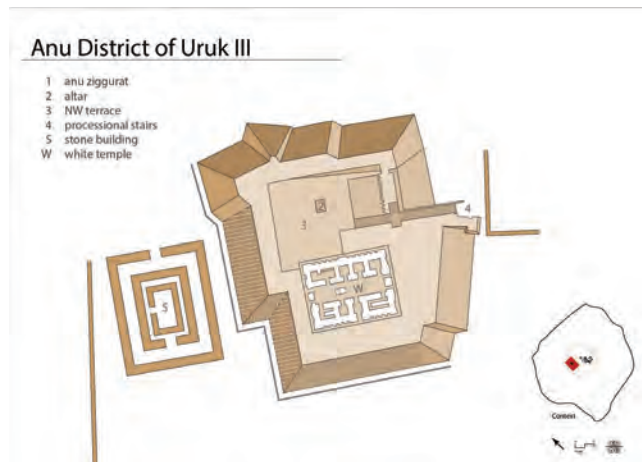 Anu District of Uruk III
1 anu ziggurat
2 altar
3 NW terrace
4 processional stairs
5 stone building
W white temple
2
4
3
W
5
Context